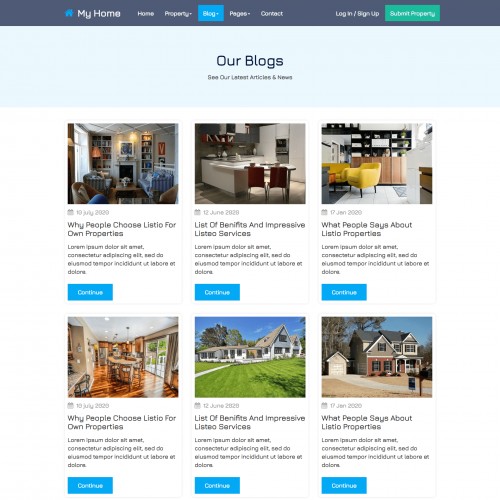 My Home
Home Property Blog Pages Contact
Log In / Sign Up Submit Property
Our Blogs
See Our Latest Articles & News
10 july 2020
Why People Choose Listio For
Own Properties
Lorem ipsum dolor sit amet,
consectetur adipiscing elit, sed do
eiusmod tempor incididunt ut labore et
dolore.
Continue
12 June 2020
List Of Benifits And Impressive
Listeo Services
Lorem ipsum dolor sit amet,
consectetur adipiscing elit, sed do
eiusmod tempor incididunt ut labore et
dolore.
Continue
17 Jan 2020
What People Says About
Listio Properties
Lorem ipsum dolor sit amet,
consectetur adipiscing elit, sed do
eiusmod tempor incididunt ut labore et
dolore.
Continue
10 july 2020
Why People Choose Listio For
Own Properties
Lorem ipsum dolor sit amet,
consectetur adipiscing elit, sed do
eiusmod tempor incididunt ut labore et
dolore.
Continue
12 June 2020
List Of Benifits And Impressive
Listeo Services
Lorem ipsum dolor sit amet,
consectetur adipiscing elit, sed do
eiusmod tempor incididunt ut labore et
dolore.
Continue
17 Jan 2020
What People Says About
Listio Properties
Lorem ipsum dolor sit amet,
consectetur adipiscing elit, sed do
eiusmod tempor incididunt ut labore et
dolore.
Continue